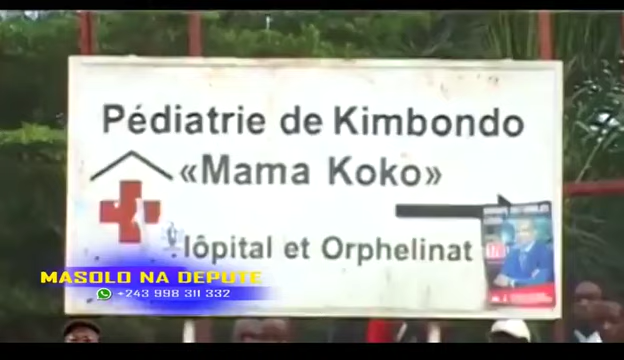 Pédiatrie de Kimbondo
«Mama Koko»
lôpital et Orphelinat
MASOLO NA DEPUTE
+243 998 311 332